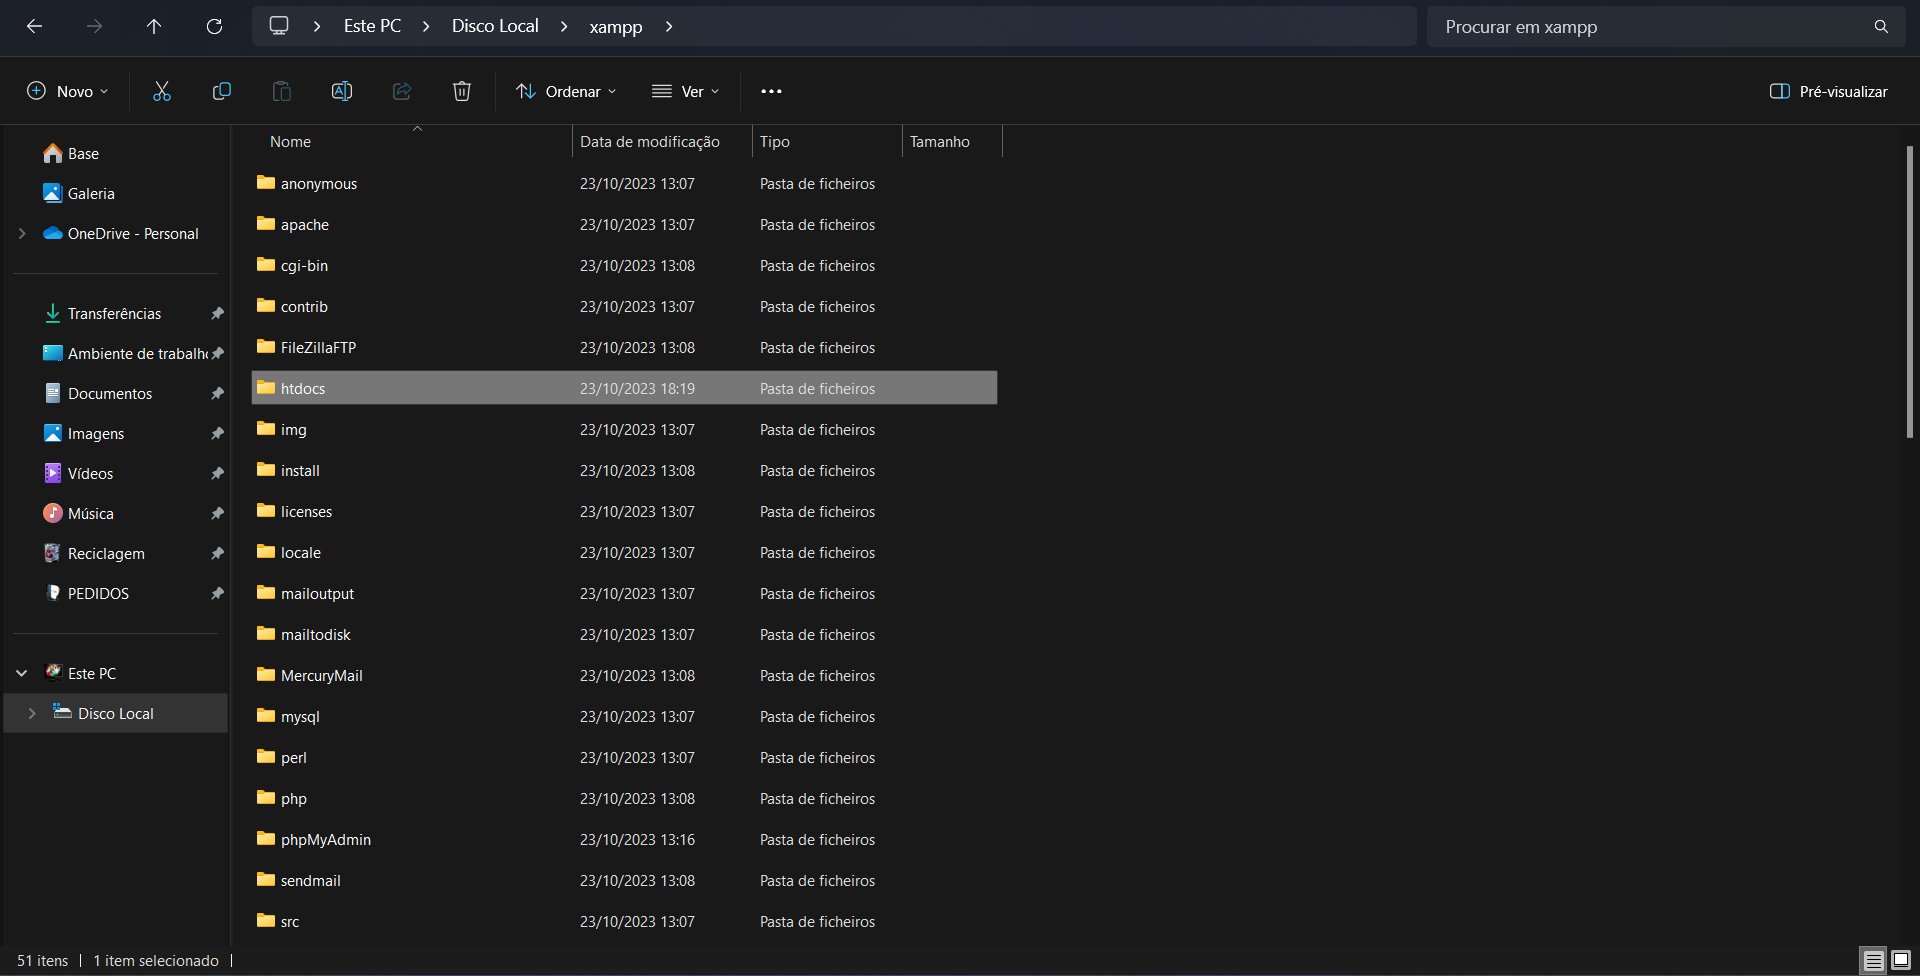 Este PC
Disco Local
xampp
Procurar em xampp
Novo
Ordenar
Ver
Pré-visualizar
Nome
Data de modificação
Tipo
Tamanho
Base
Galeria
OneDrive - Personal
Transferências
Ambiente de trabalho
Documentos
Imagens
Vídeos
Música
Reciclagem
PEDIDOS
Este PC
Disco Local
anonymous 23/10/2023 13:07 Pasta de ficheiros
apache 23/10/2023 13:07 Pasta de ficheiros
cgi-bin 23/10/2023 13:08 Pasta de ficheiros
contrib 23/10/2023 13:07 Pasta de ficheiros
FileZillaFTP 23/10/2023 13:08 Pasta de ficheiros
htdocs 23/10/2023 18:19 Pasta de ficheiros
img 23/10/2023 13:07 Pasta de ficheiros
install 23/10/2023 13:08 Pasta de ficheiros
licenses 23/10/2023 13:07 Pasta de ficheiros
locale 23/10/2023 13:07 Pasta de ficheiros
mailoutput 23/10/2023 13:07 Pasta de ficheiros
mailtodisk 23/10/2023 13:07 Pasta de ficheiros
MercuryMail 23/10/2023 13:08 Pasta de ficheiros
mysql 23/10/2023 13:07 Pasta de ficheiros
perl 23/10/2023 13:07 Pasta de ficheiros
php 23/10/2023 13:08 Pasta de ficheiros
phpMyAdmin 23/10/2023 13:16 Pasta de ficheiros
sendmail 23/10/2023 13:08 Pasta de ficheiros
src 23/10/2023 13:07 Pasta de ficheiros
51 itens | 1 item selecionado |